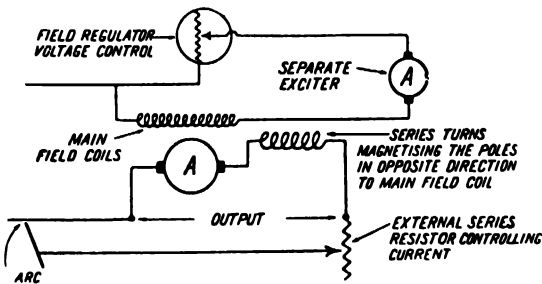 FIELD REGULATOR
VOLTAGE CONTROL
SEPARATE
EXCITER
A
MAIN
FIELD COILS
A
SERIES TURNS
MAGNETISING THE POLES
IN OPPOSITE DIRECTION
TO MAIN FIELD COIL
OUTPUT
EXTERNAL SERIES
RESISTOR CONTROLLING
CURRENT
ARC